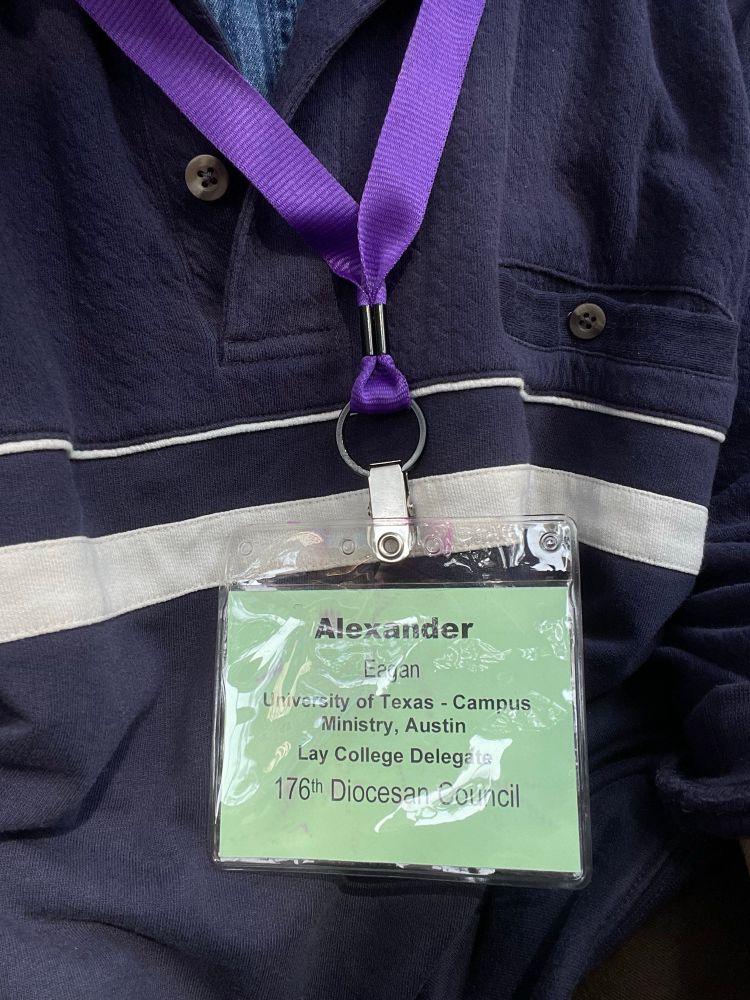 Alexander
Eagan
University of Texas - Campus
Ministry, Austin
Lay College Delegate
176th Diocesan Council